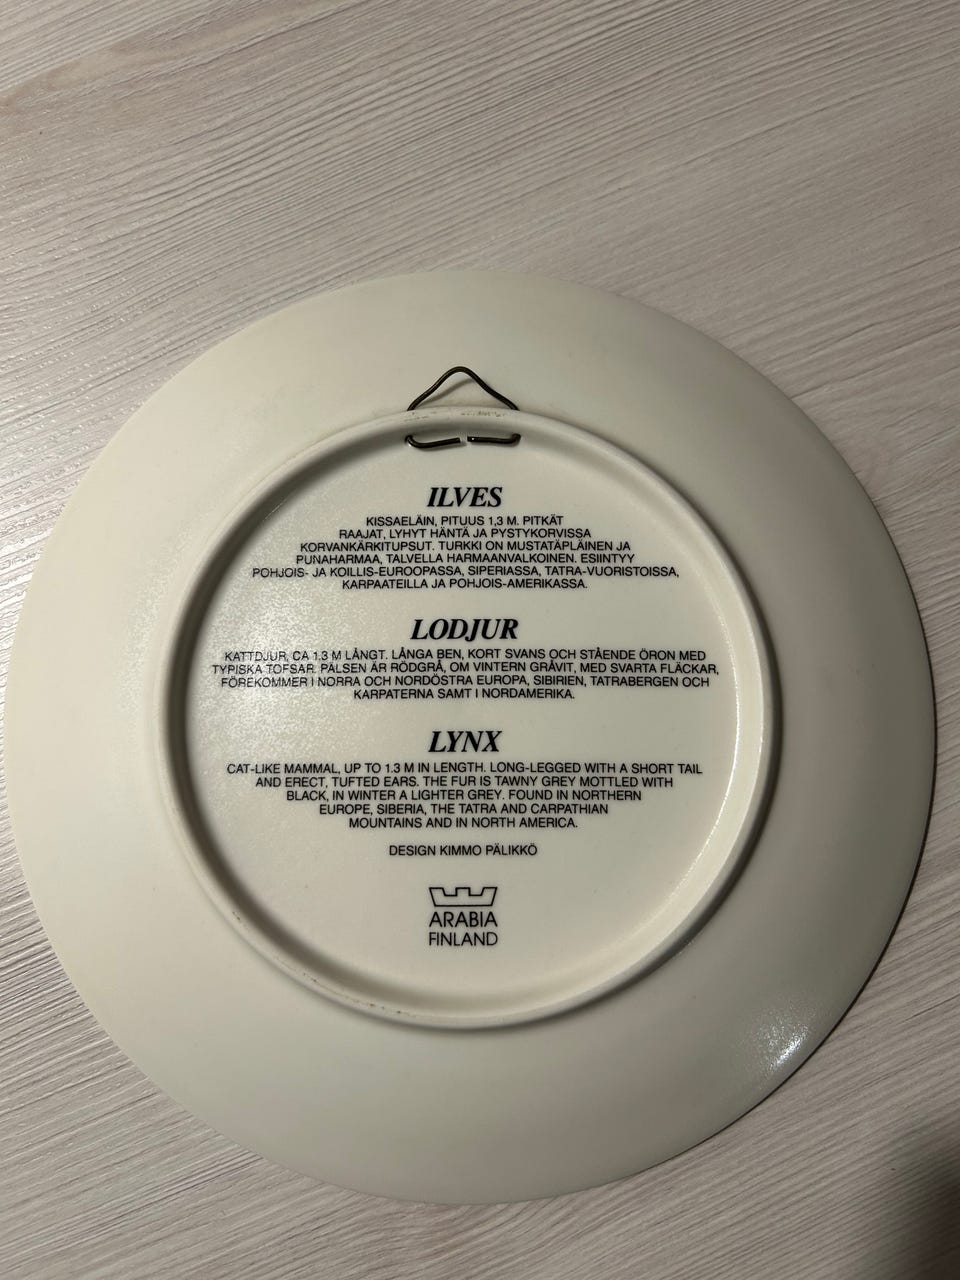 ILVES
KISSAELÄIN, PITUUS 1,3 M. PITKÄT
RAAJAT, LYHYT HÄNTÄ JA PYSTYKORVISSA
KORVANKÄRKITUPSUT. TURKKI ON MUSTATÄPLÄINEN JA
PUNAHARMAA, TALVELLA HARMAANVALKOINEN. ESIINTYY
POHJOIS- JA KOILLIS-EUROOPASSA, SIPERIASSA, TATRA-VUORISTOISSA,
KARPAATEILLA JA POHJOIS-AMERIKASSA.
LODJUR
KATTDJUR, CA 1.3 M LÅNGT. LÅNGA BEN, KORT SVANS OCH STÅENDE ÖRON MED
TYPISKA TOFSAR. PÄLSEN ÄR RÖDGRÅ, OM VINTERN GRÅVIT, MED SVARTA FLÄCKAR,
FÖREKOMMER I NORRA OCH NORDÖSTRA EUROPA, SIBIRIEN, TATRABERGEN OCH
KARPATERNA SAMT I NORDAMERIKA.
LYNX
CAT-LIKE MAMMAL, UP TO 1.3 M IN LENGTH. LONG-LEGGED WITH A SHORT TAIL
AND ERECT, TUFTED EARS. THE FUR IS TAWNY GREY MOTTLED WITH
BLACK, IN WINTER A LIGHTER GREY. FOUND IN NORTHERN
EUROPE, SIBERIA, THE TATRA AND CARPATHIAN
MOUNTAINS AND IN NORTH AMERICA.
DESIGN KIMMO PÄLIKKÖ
ARABIA
FINLAND